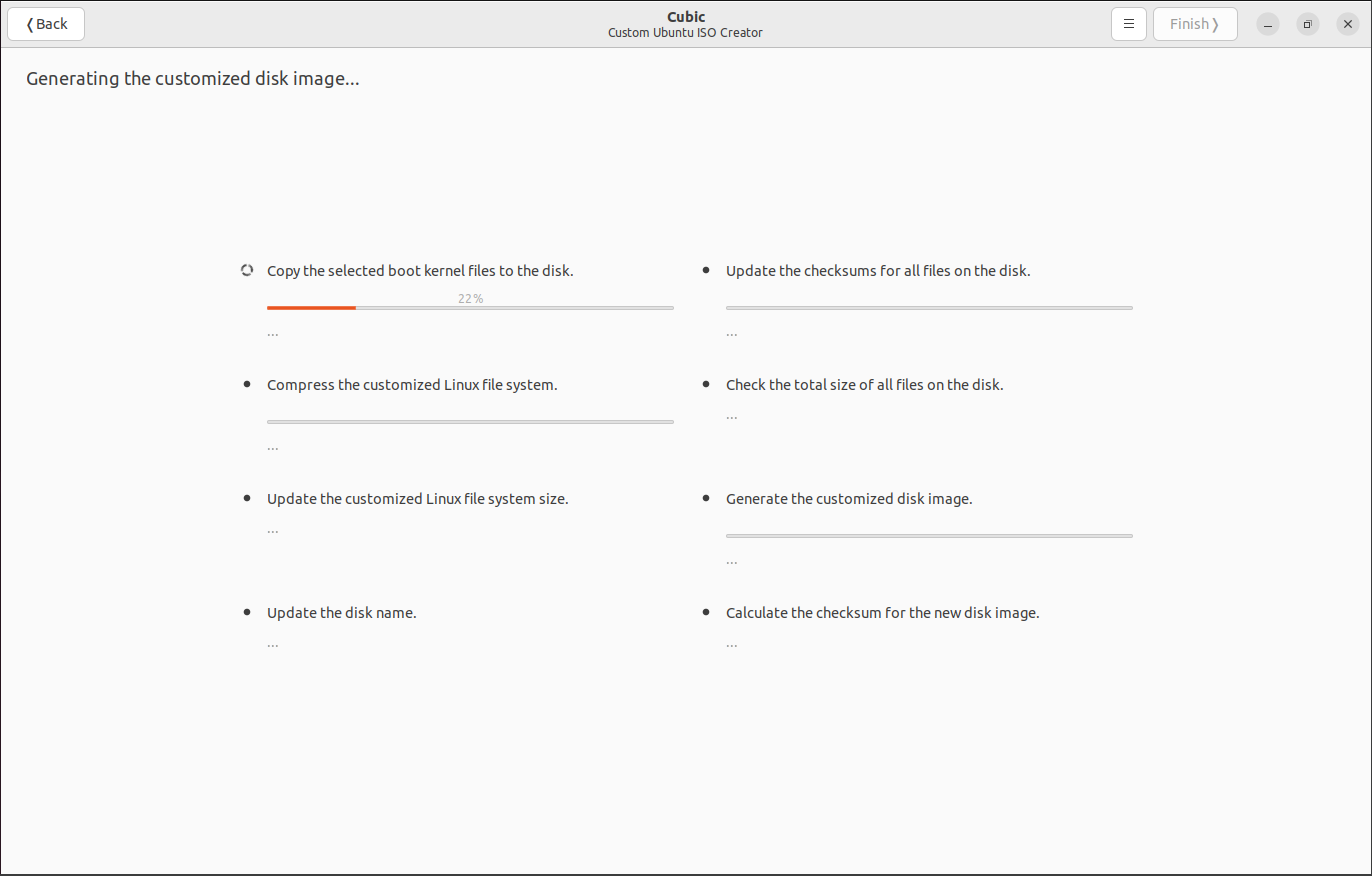 ❬Back
Cubic
Custom Ubuntu ISO Creator
Finish❭
Generating the customized disk image...
Copy the selected boot kernel files to the disk.
22%
...
Compress the customized Linux file system.
...
Update the customized Linux file system size.
...
Update the disk name.
...
Update the checksums for all files on the disk.
...
Check the total size of all files on the disk.
...
Generate the customized disk image.
...
Calculate the checksum for the new disk image.
...